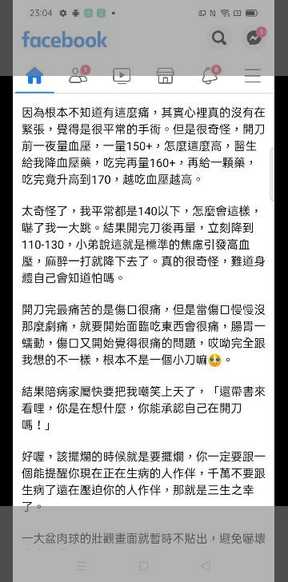 23:04
facebook
因為根本不知道有這麼痛，其實心裡真的沒有在
緊張，覺得是很平常的手術。但是很奇怪，開刀
前一夜量血壓，一量150+，怎麼這麼高，醫生
給我降血壓藥，吃完再量160+，再給一顆藥，
吃完竟升高到170，越吃血壓越高。
太奇怪了，我平常都是140以下，怎麼會這樣，
嚇了我一大跳。結果開完刀後再量，立刻降到
110-130，小弟說這就是標準的焦慮引發高血
壓，麻醉一打就降下去了。真的很奇怪，難道身
體自己會知道怕嗎。
開刀完最痛苦的是傷口很痛，但是當傷口慢慢沒
那麼劇痛，就要開始面臨吃東西會很痛，腸胃一
蠕動，傷口又開始覺得很痛的問題，哎呦完全跟
我想的不一樣，根本不是一個小刀嘛🥹。
結果陪病家屬快要把我嘲笑上天了，「還帶書來
看哩，你是在想什麼，你能承認自己在開刀
嗎！」
好喔，該擺爛的時候就是要擺爛，你一定要跟一
個能提醒你現在正在生病的人作伴，千萬不要跟
生病了還在壓迫你的人作伴，那就是三生之幸
了。
一大盆肉球的壯觀畫面就暫時不貼出，避免嚇壞